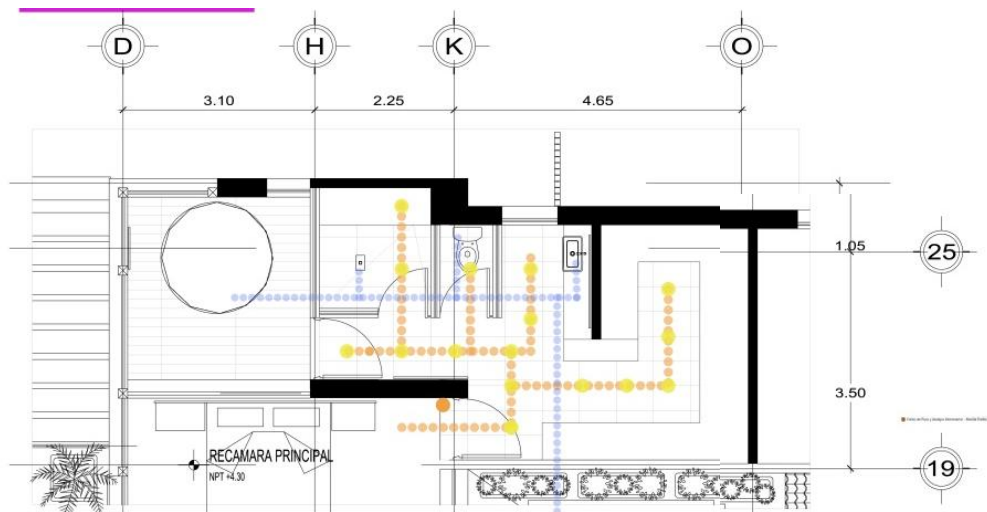 D H K O
3.10 2.25 4.65
1.05
25
3.50
RECAMARA PRINCIPAL
NPT +4.30
19